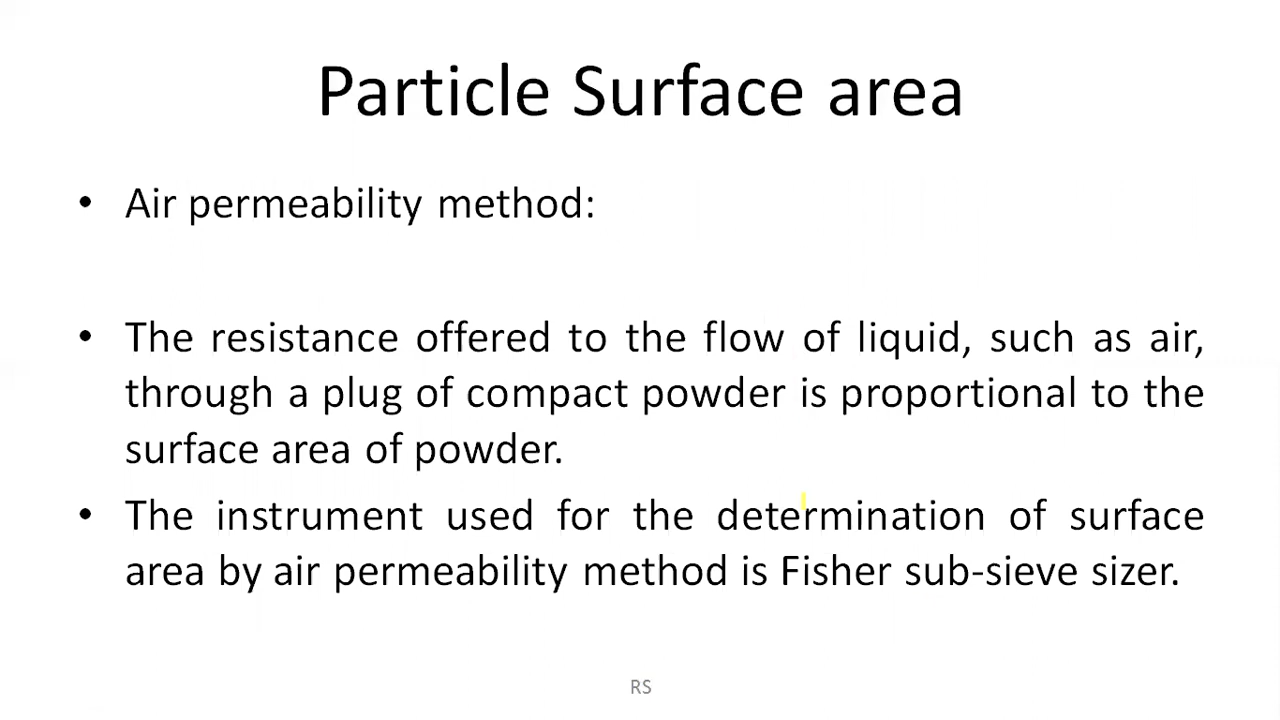 Particle Surface area
• Air permeability method:
• The resistance offered to the flow of liquid, such as air,
through a plug of compact powder is proportional to the
surface area of powder.
• The instrument used for the determination of surface
area by air permeability method is Fisher sub-sieve sizer.
RS